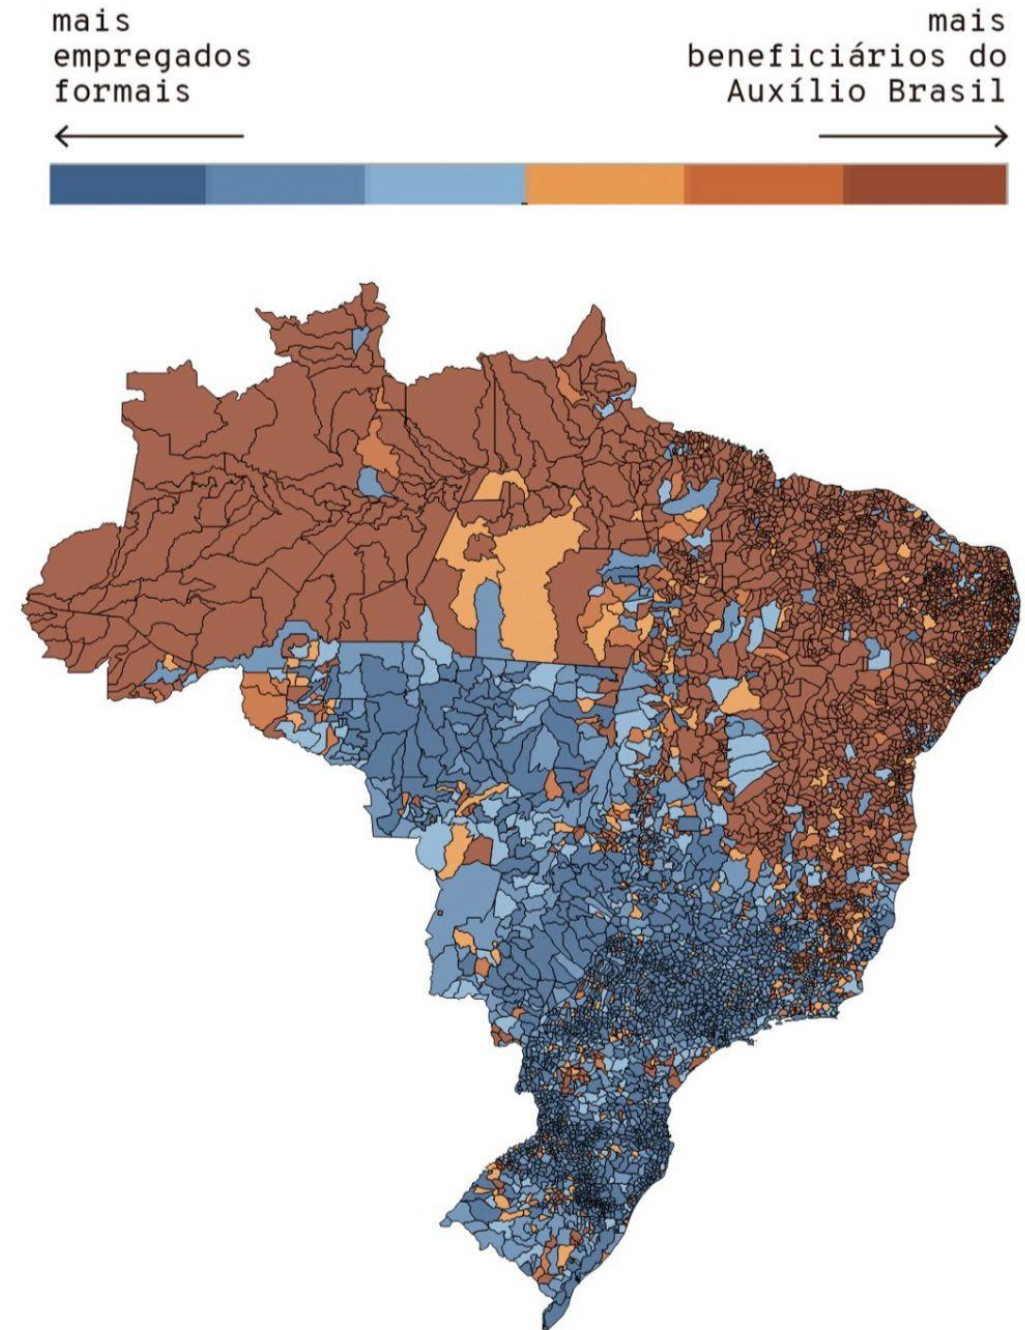 mais
empregados
formais
mais
beneficiários do
Auxílio Brasil